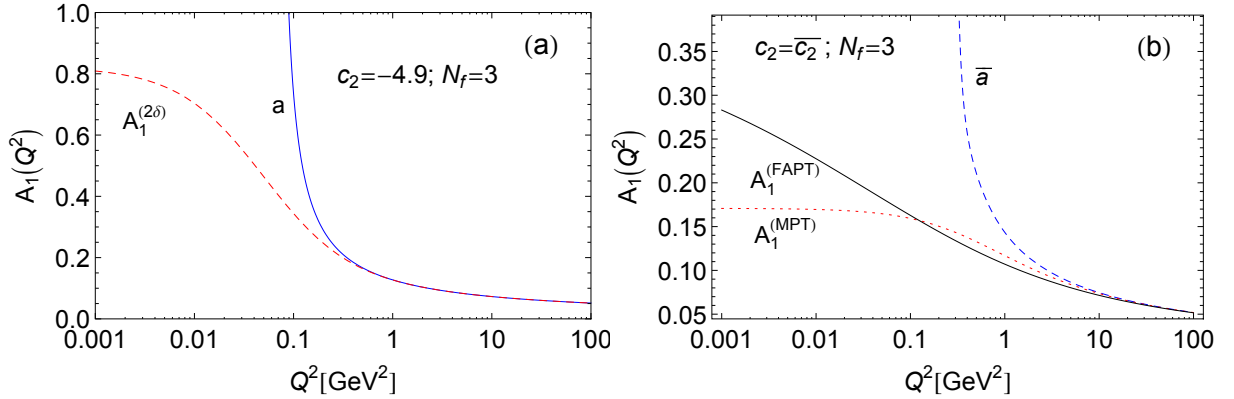 (a)
c₂=−4.9; N_f=3
a
A₁^(2δ)
A₁(Q²)
1.0
0.8
0.6
0.4
0.2
0.0
0.001 0.01 0.1 1 10 100
Q²[GeV²]
(b)
c₂=c̅₂ ; N_f=3
a̅
A₁^(FAPT)
A₁^(MPT)
A₁(Q²)
0.35
0.30
0.25
0.20
0.15
0.10
0.05
0.001 0.01 0.1 1 10 100
Q²[GeV²]